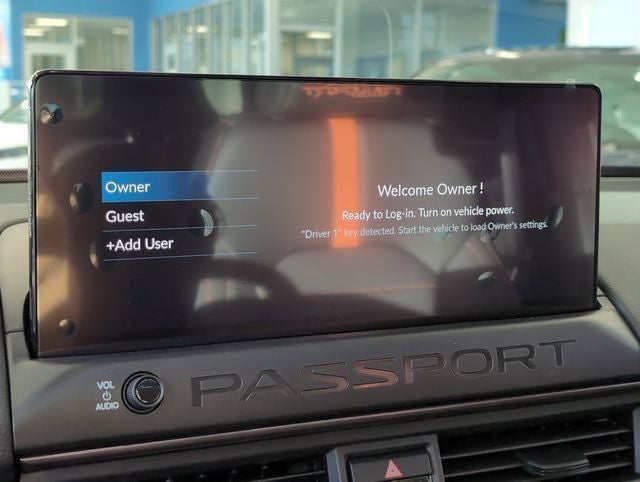 Owner
Guest
+Add User
Welcome Owner !
Ready to Log-in. Turn on vehicle power.
"Driver 1" key detected. Start the vehicle to load Owner's settings.
VOL
AUDIO
PASSPORT